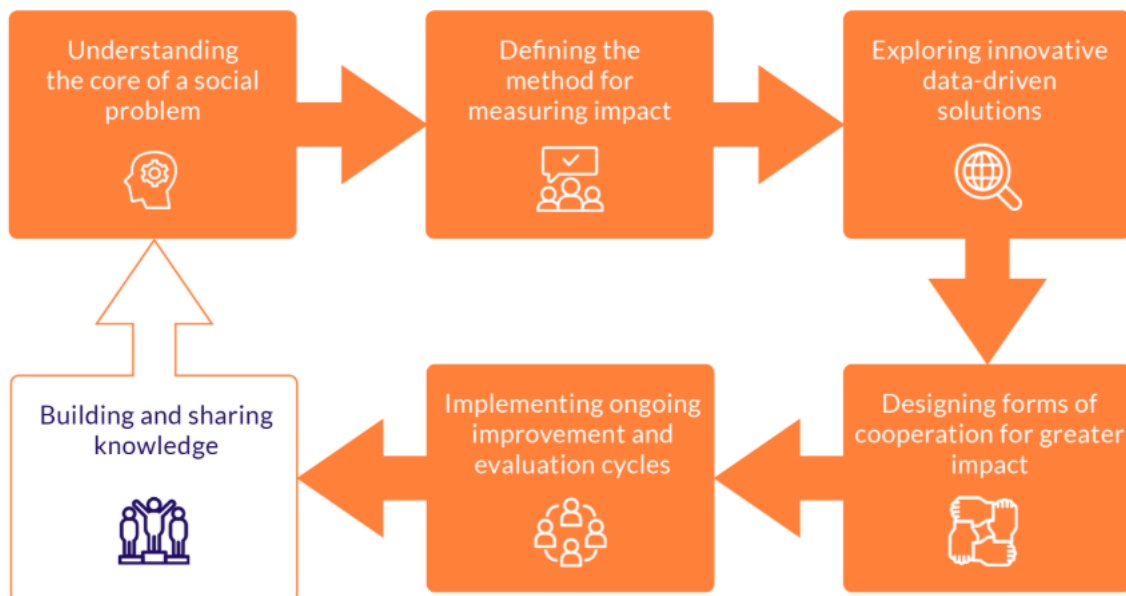 Understanding
the core of a social
problem
Defining the
method for
measuring impact
Exploring innovative
data-driven
solutions
Designing forms of
cooperation for greater
impact
Implementing ongoing
improvement and
evaluation cycles
Building and sharing
knowledge